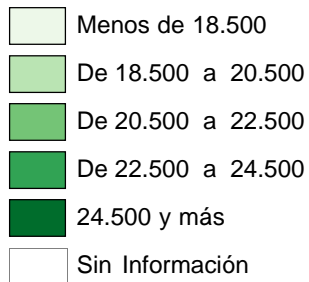 Menos de 18.500
De 18.500 a 20.500
De 20.500 a 22.500
De 22.500 a 24.500
24.500 y más
Sin Información